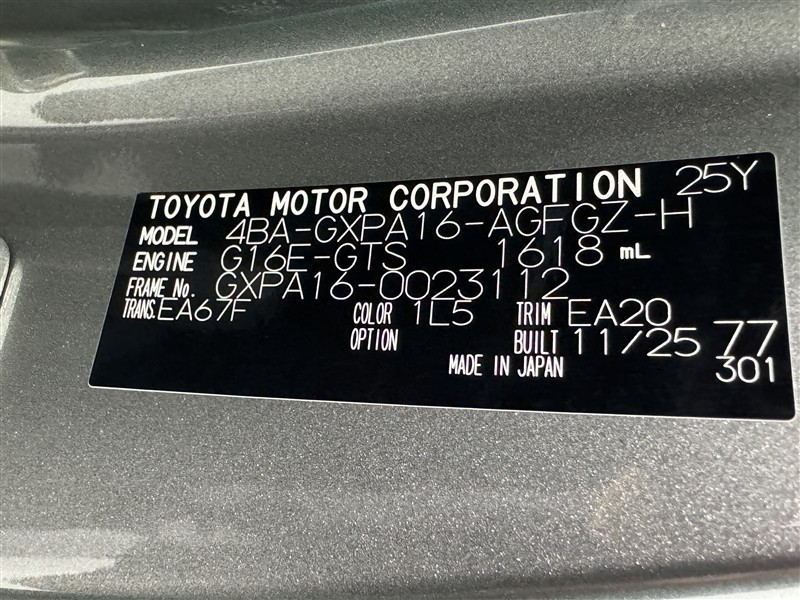 TOYOTA MOTOR CORPORATION 25Y
MODEL 4BA-GXPA16-AGFGZ-H
ENGINE G16E-GTS 1618 mL
FRAME No. GXPA16-0023112
TRANS. EA67F COLOR 1L5 TRIM EA20
OPTION BUILT 11/25 77
MADE IN JAPAN 301